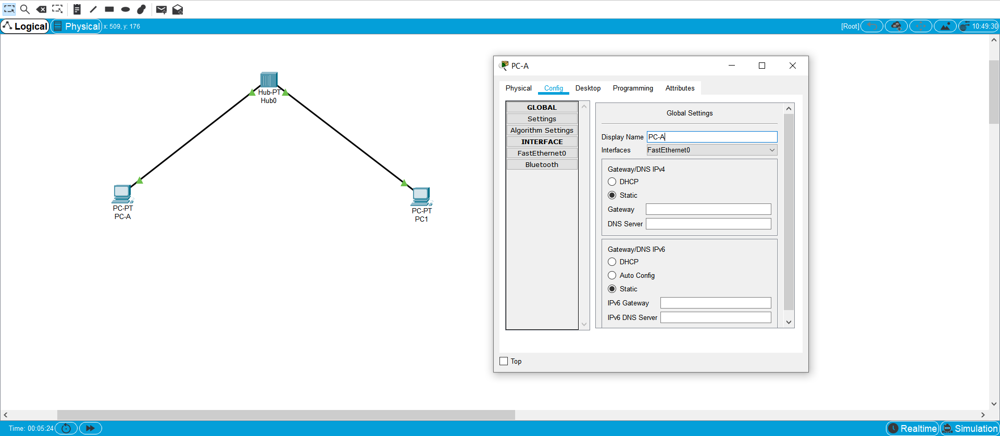 Logical
Physical
x: 509, y: 176
[Root]
10:49:30
Hub-PT
Hub0
PC-PT
PC-A
PC-PT
PC1
PC-A
Physical
Config
Desktop
Programming
Attributes
GLOBAL
Settings
Algorithm Settings
INTERFACE
FastEthernet0
Bluetooth
Global Settings
Display Name PC-A
Interfaces FastEthernet0
Gateway/DNS IPv4
DHCP
Static
Gateway
DNS Server
Gateway/DNS IPv6
DHCP
Auto Config
Static
IPv6 Gateway
IPv6 DNS Server
Top
Time: 00:05:24
Realtime
Simulation